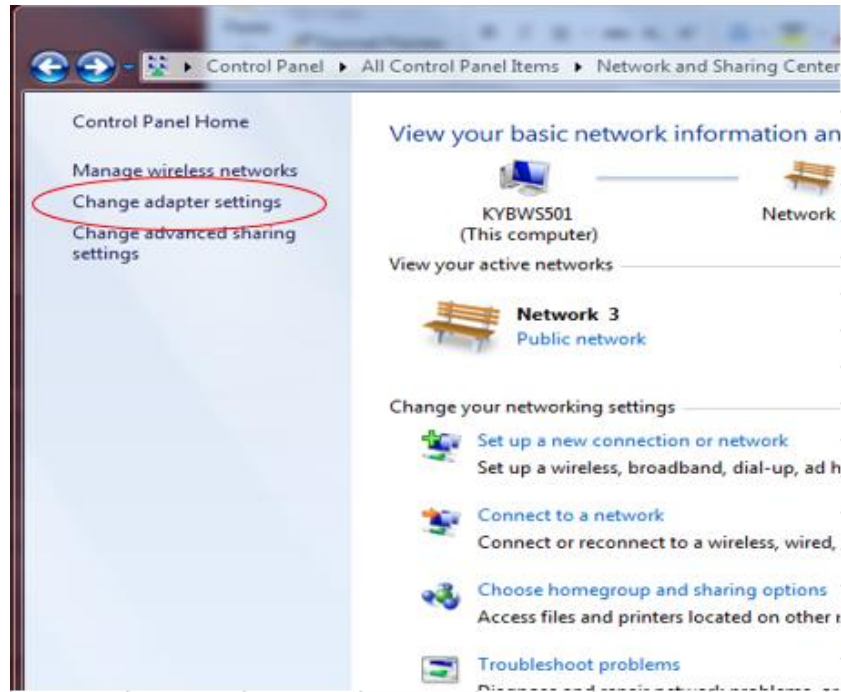 Control Panel ▸ All Control Panel Items ▸ Network and Sharing Center
Control Panel Home
Manage wireless networks
Change adapter settings
Change advanced sharing
settings
View your basic network information an
KYBWS501
(This computer)
Network
View your active networks
Network 3
Public network
Change your networking settings
Set up a new connection or network
Set up a wireless, broadband, dial-up, ad h
Connect to a network
Connect or reconnect to a wireless, wired,
Choose homegroup and sharing options
Access files and printers located on other r
Troubleshoot problems